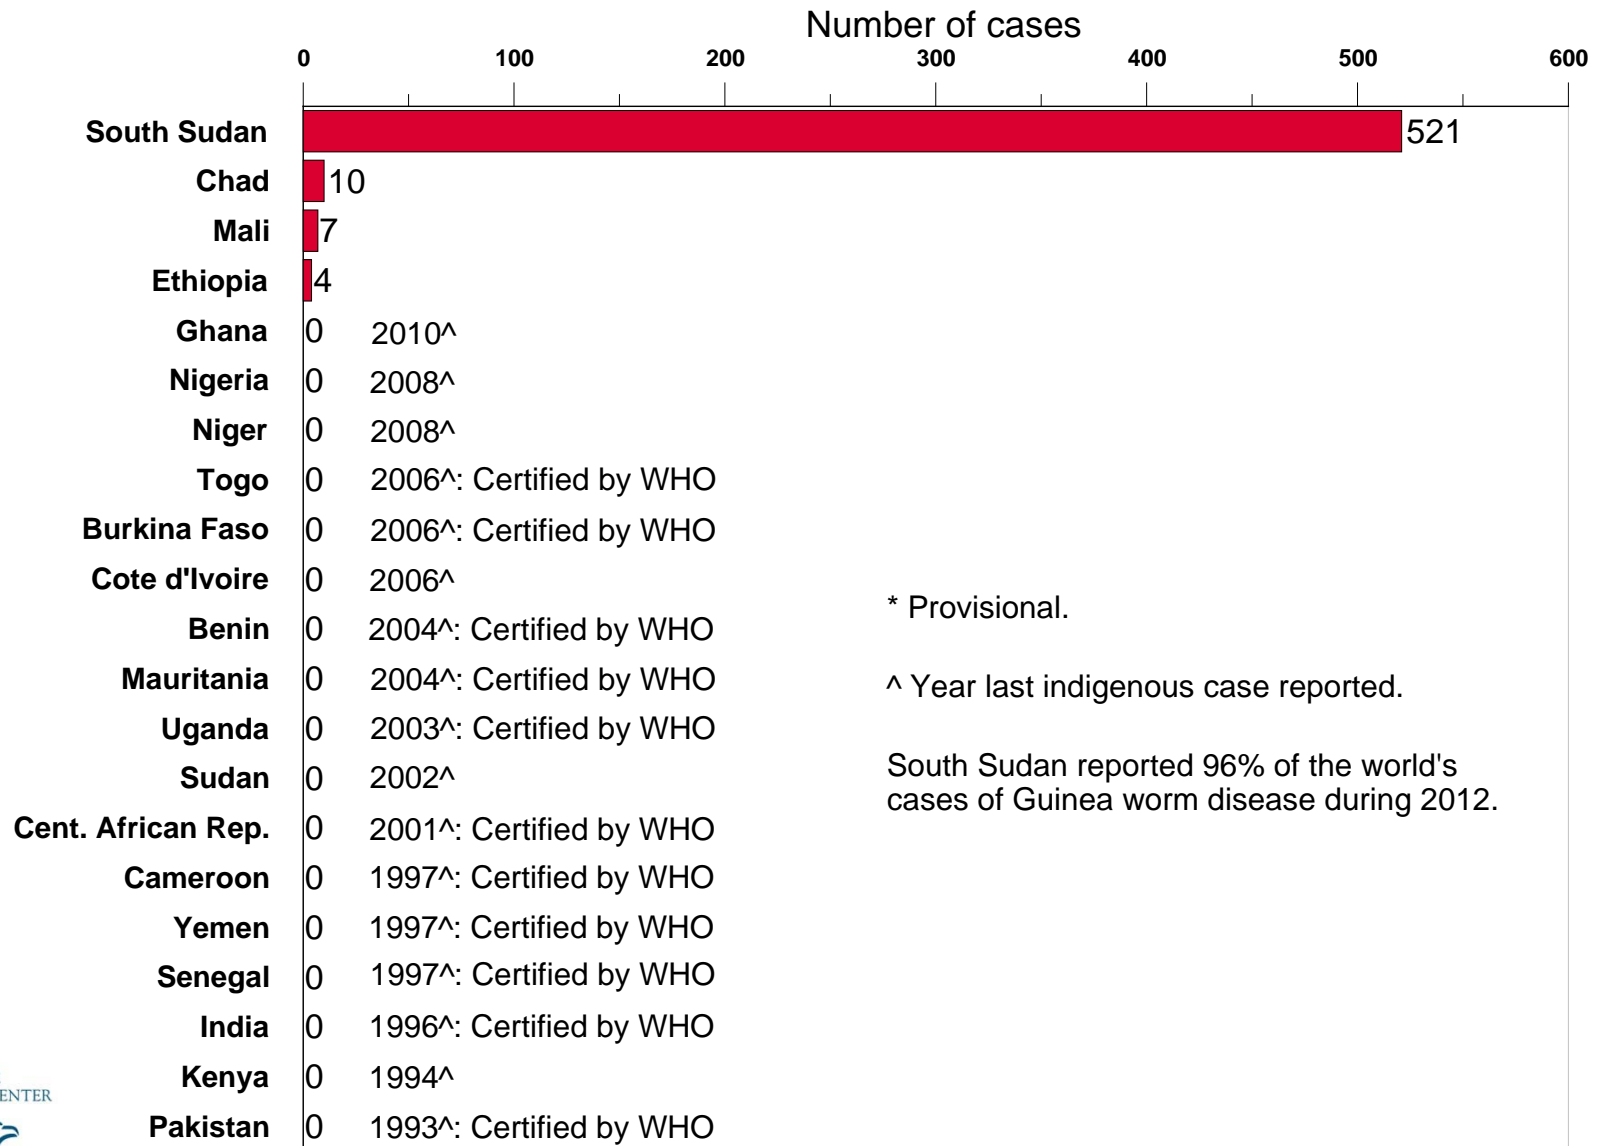 Number of cases
0 100 200 300 400 500 600
South Sudan 521
Chad 10
Mali 7
Ethiopia 4
Ghana 0 2010^
Nigeria 0 2008^
Niger 0 2008^
Togo 0 2006^: Certified by WHO
Burkina Faso 0 2006^: Certified by WHO
Cote d'Ivoire 0 2006^
Benin 0 2004^: Certified by WHO
Mauritania 0 2004^: Certified by WHO
Uganda 0 2003^: Certified by WHO
Sudan 0 2002^
Cent. African Rep. 0 2001^: Certified by WHO
Cameroon 0 1997^: Certified by WHO
Yemen 0 1997^: Certified by WHO
Senegal 0 1997^: Certified by WHO
India 0 1996^: Certified by WHO
Kenya 0 1994^
Pakistan 0 1993^: Certified by WHO
* Provisional.
^ Year last indigenous case reported.
South Sudan reported 96% of the world's
cases of Guinea worm disease during 2012.
ENTER